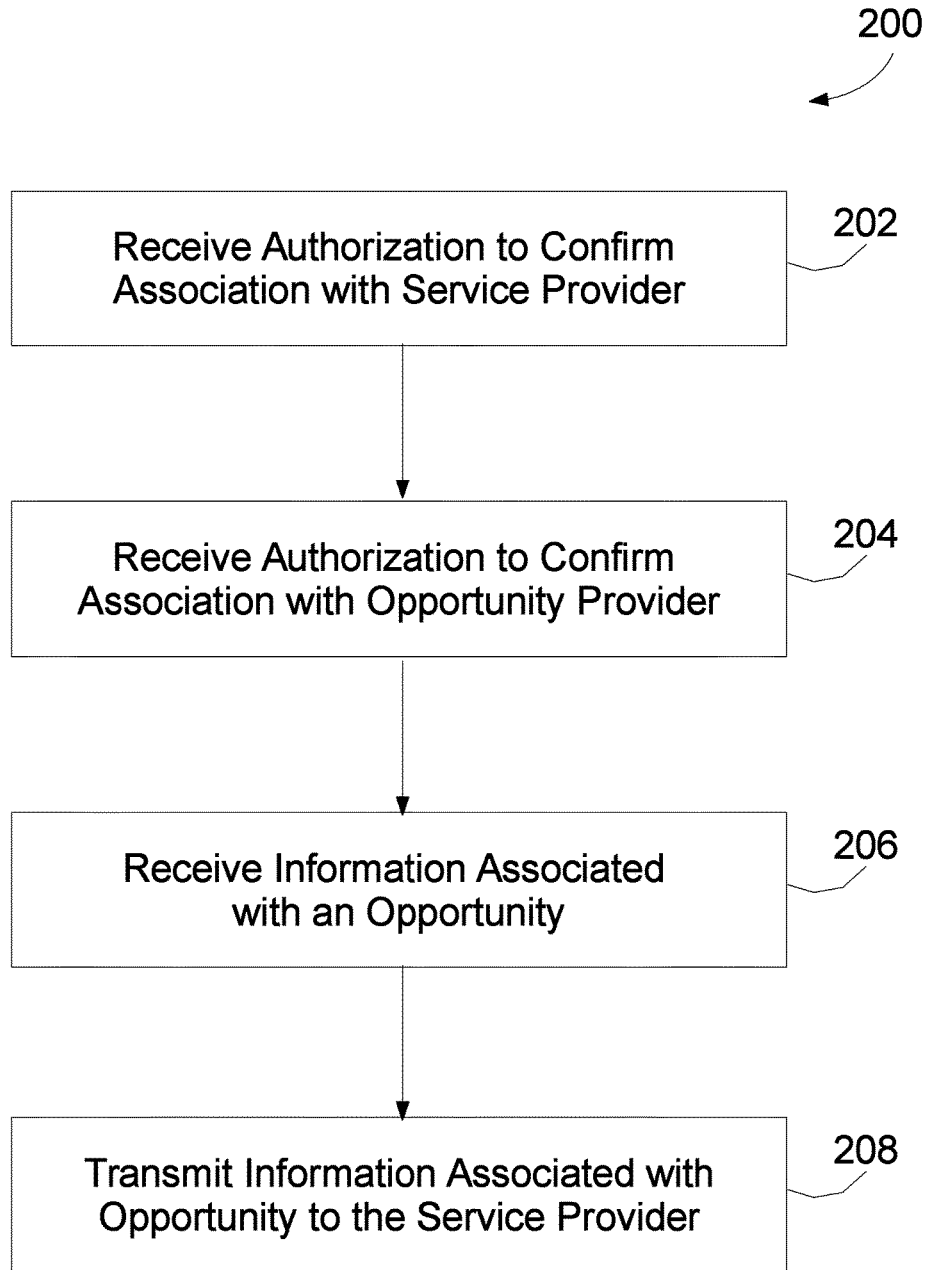 200
Receive Authorization to Confirm
Association with Service Provider
202
Receive Authorization to Confirm
Association with Opportunity Provider
204
Receive Information Associated
with an Opportunity
206
Transmit Information Associated with
Opportunity to the Service Provider
208